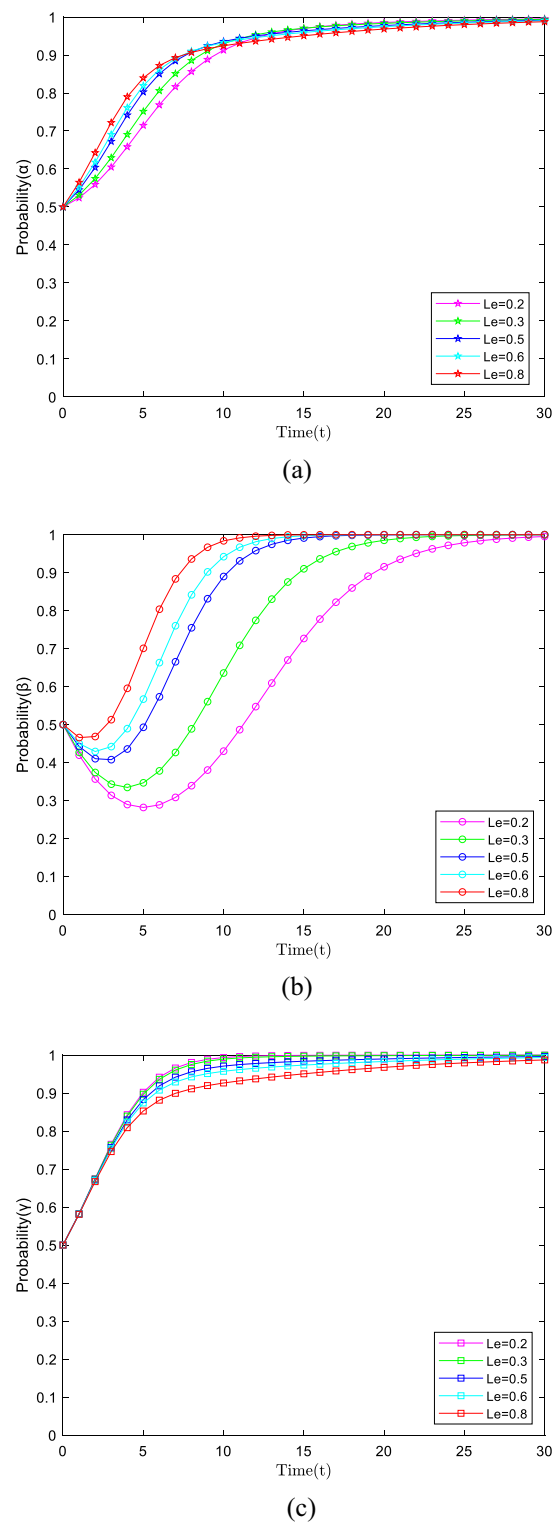 1
0.9
0.8
0.7
0.6
0.5
0.4
0.3
0.2
0.1
0
Probability(α)
Le=0.2
Le=0.3
Le=0.5
Le=0.6
Le=0.8
0 5 10 15 20 25 30
Time(t)
(a)
1
0.9
0.8
0.7
0.6
0.5
0.4
0.3
0.2
0.1
0
Probability(β)
Le=0.2
Le=0.3
Le=0.5
Le=0.6
Le=0.8
0 5 10 15 20 25 30
Time(t)
(b)
1
0.9
0.8
0.7
0.6
0.5
0.4
0.3
0.2
0.1
0
Probability(γ)
Le=0.2
Le=0.3
Le=0.5
Le=0.6
Le=0.8
0 5 10 15 20 25 30
Time(t)
(c)